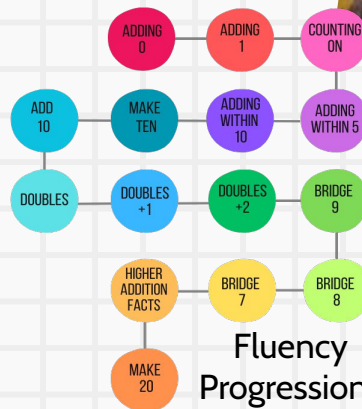 ADDING
0
ADDING
1
COUNTING
ON
ADD
10
MAKE
TEN
ADDING
WITHIN
10
ADDING
WITHIN 5
DOUBLES
DOUBLES
+1
DOUBLES
+2
BRIDGE
9
HIGHER
ADDITION
FACTS
BRIDGE
7
BRIDGE
8
MAKE
20
Fluency
Progression